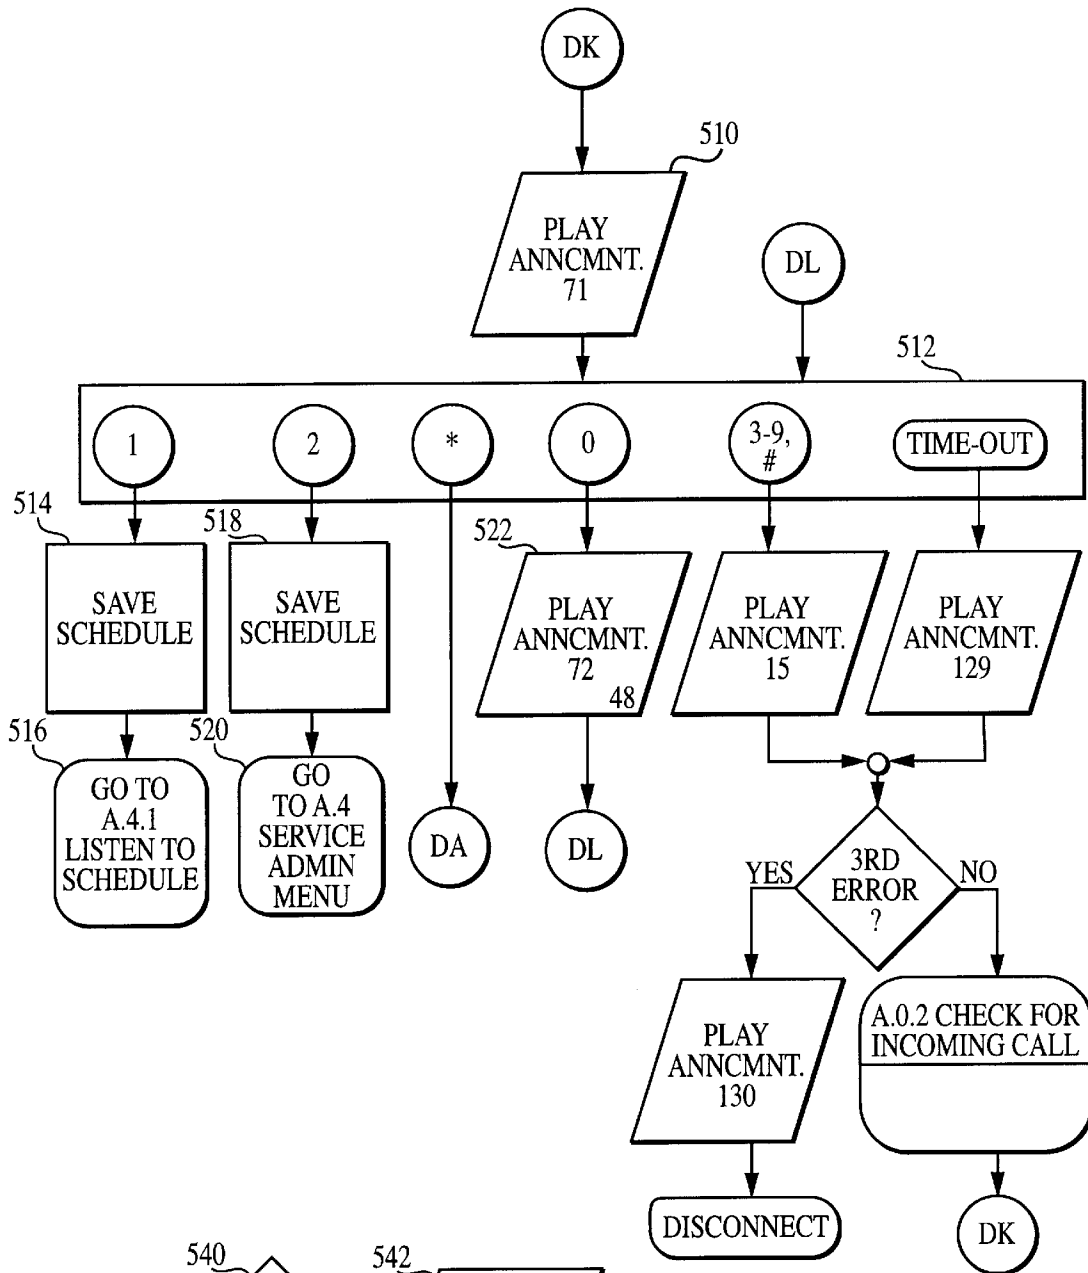 DK
510
PLAY
ANNCMNT.
71
DL
512
1
2
*
0
3-9,
#
TIME-OUT
514
SAVE
SCHEDULE
518
SAVE
SCHEDULE
522
PLAY
ANNCMNT.
72
48
PLAY
ANNCMNT.
15
PLAY
ANNCMNT.
129
516
GO TO
A.4.1
LISTEN TO
SCHEDULE
520
GO
TO A.4
SERVICE
ADMIN
MENU
DA
DL
YES
3RD
ERROR
?
NO
PLAY
ANNCMNT.
130
A.0.2 CHECK FOR
INCOMING CALL
DISCONNECT
DK
540
542